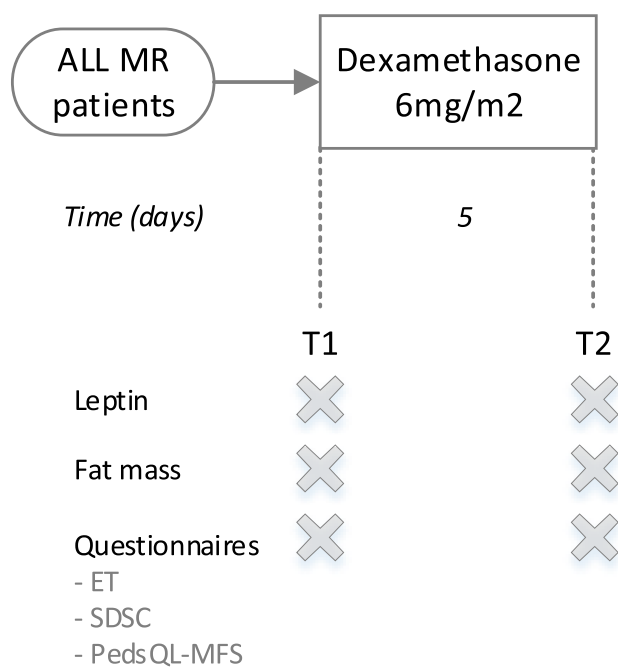 ALL MR
patients
Dexamethasone
6mg/m2
Time (days)
5
T1
T2
Leptin
Fat mass
Questionnaires
- ET
- SDSC
- PedsQL-MFS